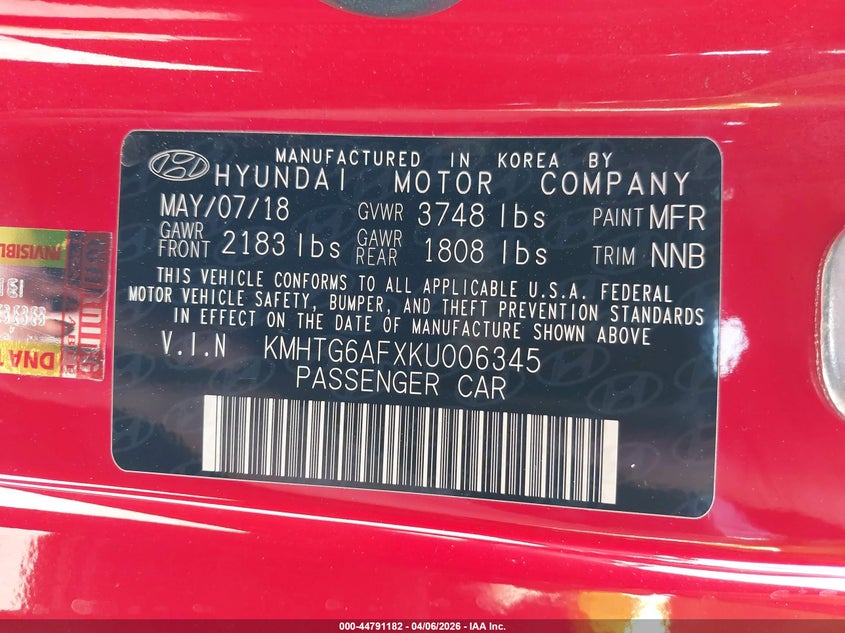 MANUFACTURED IN KOREA BY
HYUNDAI MOTOR COMPANY
MAY/07/18 GVWR 3748 lbs PAINT MFR
GAWR FRONT 2183 lbs GAWR REAR 1808 lbs TRIM NNB
THIS VEHICLE CONFORMS TO ALL APPLICABLE U.S.A. FEDERAL
MOTOR VEHICLE SAFETY, BUMPER, AND THEFT PREVENTION STANDARDS
IN EFFECT ON THE DATE OF MANUFACTURE SHOWN ABOVE
V.I.N KMHTG6AFXKU006345
PASSENGER CAR
INVISIBL
DNA
000-44791182 - 04/06/2026 - IAA Inc.